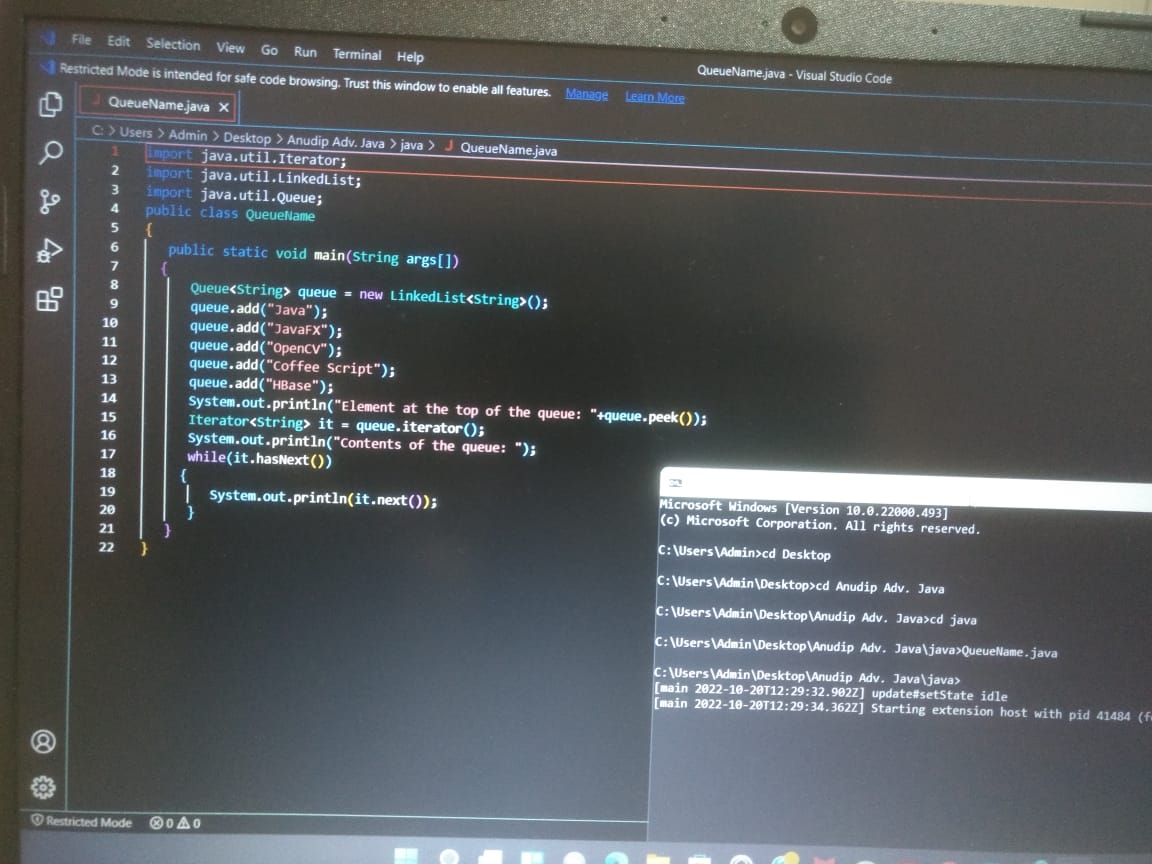 File Edit Selection View Go Run Terminal Help
QueueName.java - Visual Studio Code
Restricted Mode is intended for safe code browsing. Trust this window to enable all features. Manage Learn More
QueueName.java
C: > Users > Admin > Desktop > Anudip Adv. Java > java > J QueueName.java
1 import java.util.Iterator;
2 import java.util.LinkedList;
3 import java.util.Queue;
4 public class QueueName
5 {
6 public static void main(String args[])
7 {
8 Queue<String> queue = new LinkedList<String>();
9 queue.add("Java");
10 queue.add("JavaFX");
11 queue.add("OpenCV");
12 queue.add("Coffee Script");
13 queue.add("HBase");
14 System.out.println("Element at the top of the queue: "+queue.peek());
15 Iterator<String> it = queue.iterator();
16 System.out.println("Contents of the queue: ");
17 while(it.hasNext())
18 {
19 System.out.println(it.next());
20 }
21 }
22 }
Microsoft Windows [Version 10.0.22000.493]
(c) Microsoft Corporation. All rights reserved.
C:\Users\Admin>cd Desktop
C:\Users\Admin\Desktop>cd Anudip Adv. Java
C:\Users\Admin\Desktop\Anudip Adv. Java>cd java
C:\Users\Admin\Desktop\Anudip Adv. Java\java>QueueName.java
C:\Users\Admin\Desktop\Anudip Adv. Java\java>
[main 2022-10-20T12:29:32.902Z] update#setState idle
[main 2022-10-20T12:29:34.362Z] Starting extension host with pid 41484
Restricted Mode 0 0